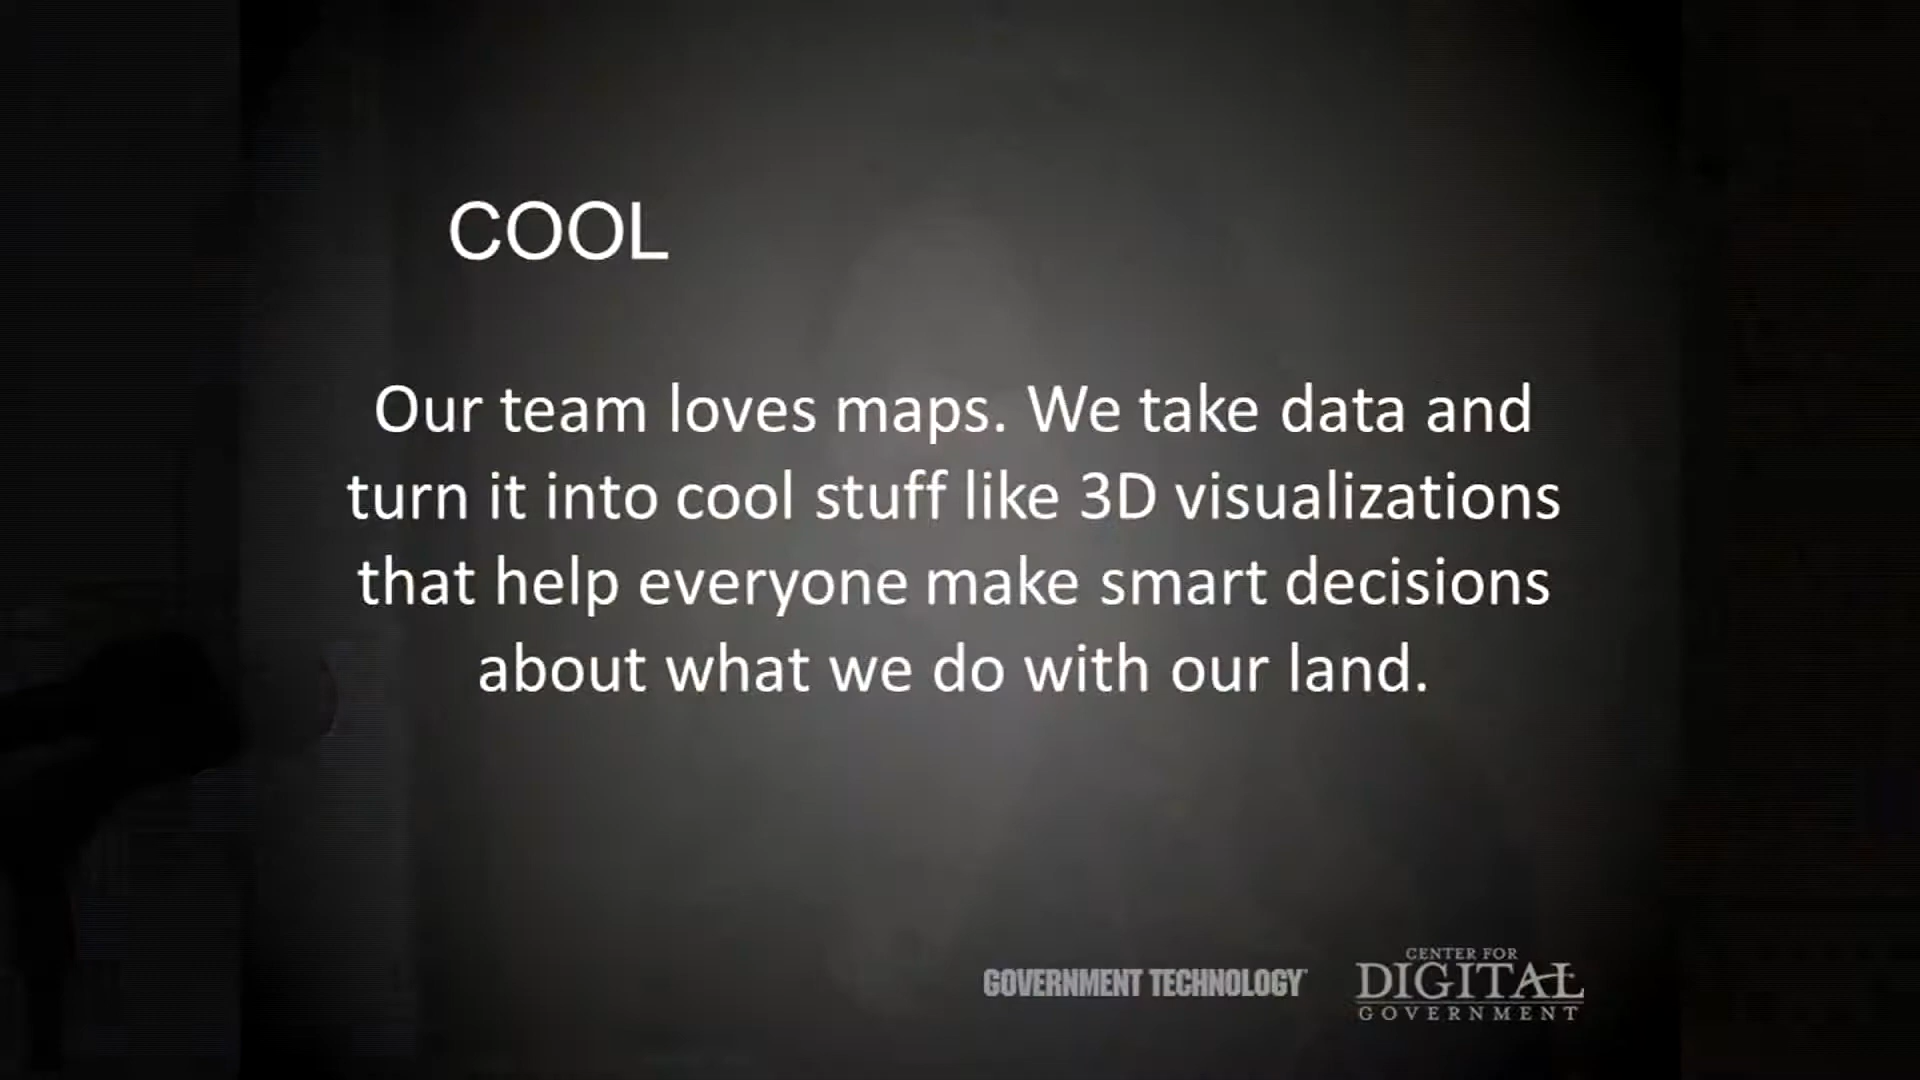 COOL
Our team loves maps. We take data and
turn it into cool stuff like 3D visualizations
that help everyone make smart decisions
about what we do with our land.
GOVERNMENT TECHNOLOGY
CENTER FOR
DIGITAL
GOVERNMENT